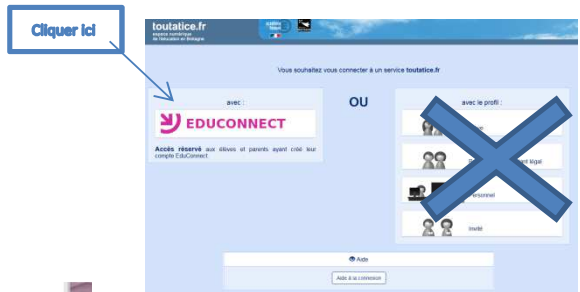 Cliquer ici
toutatice.fr
espace numérique
de l'éducation en Bretagne
Vous souhaitez vous connecter à un service toutatice.fr
avec :
EDUCONNECT
Accès réservé aux élèves et parents ayant créé leur
compte EduConnect
OU
avec le profil :
légal
Personnel
Invité
Aide
Aide à la connexion